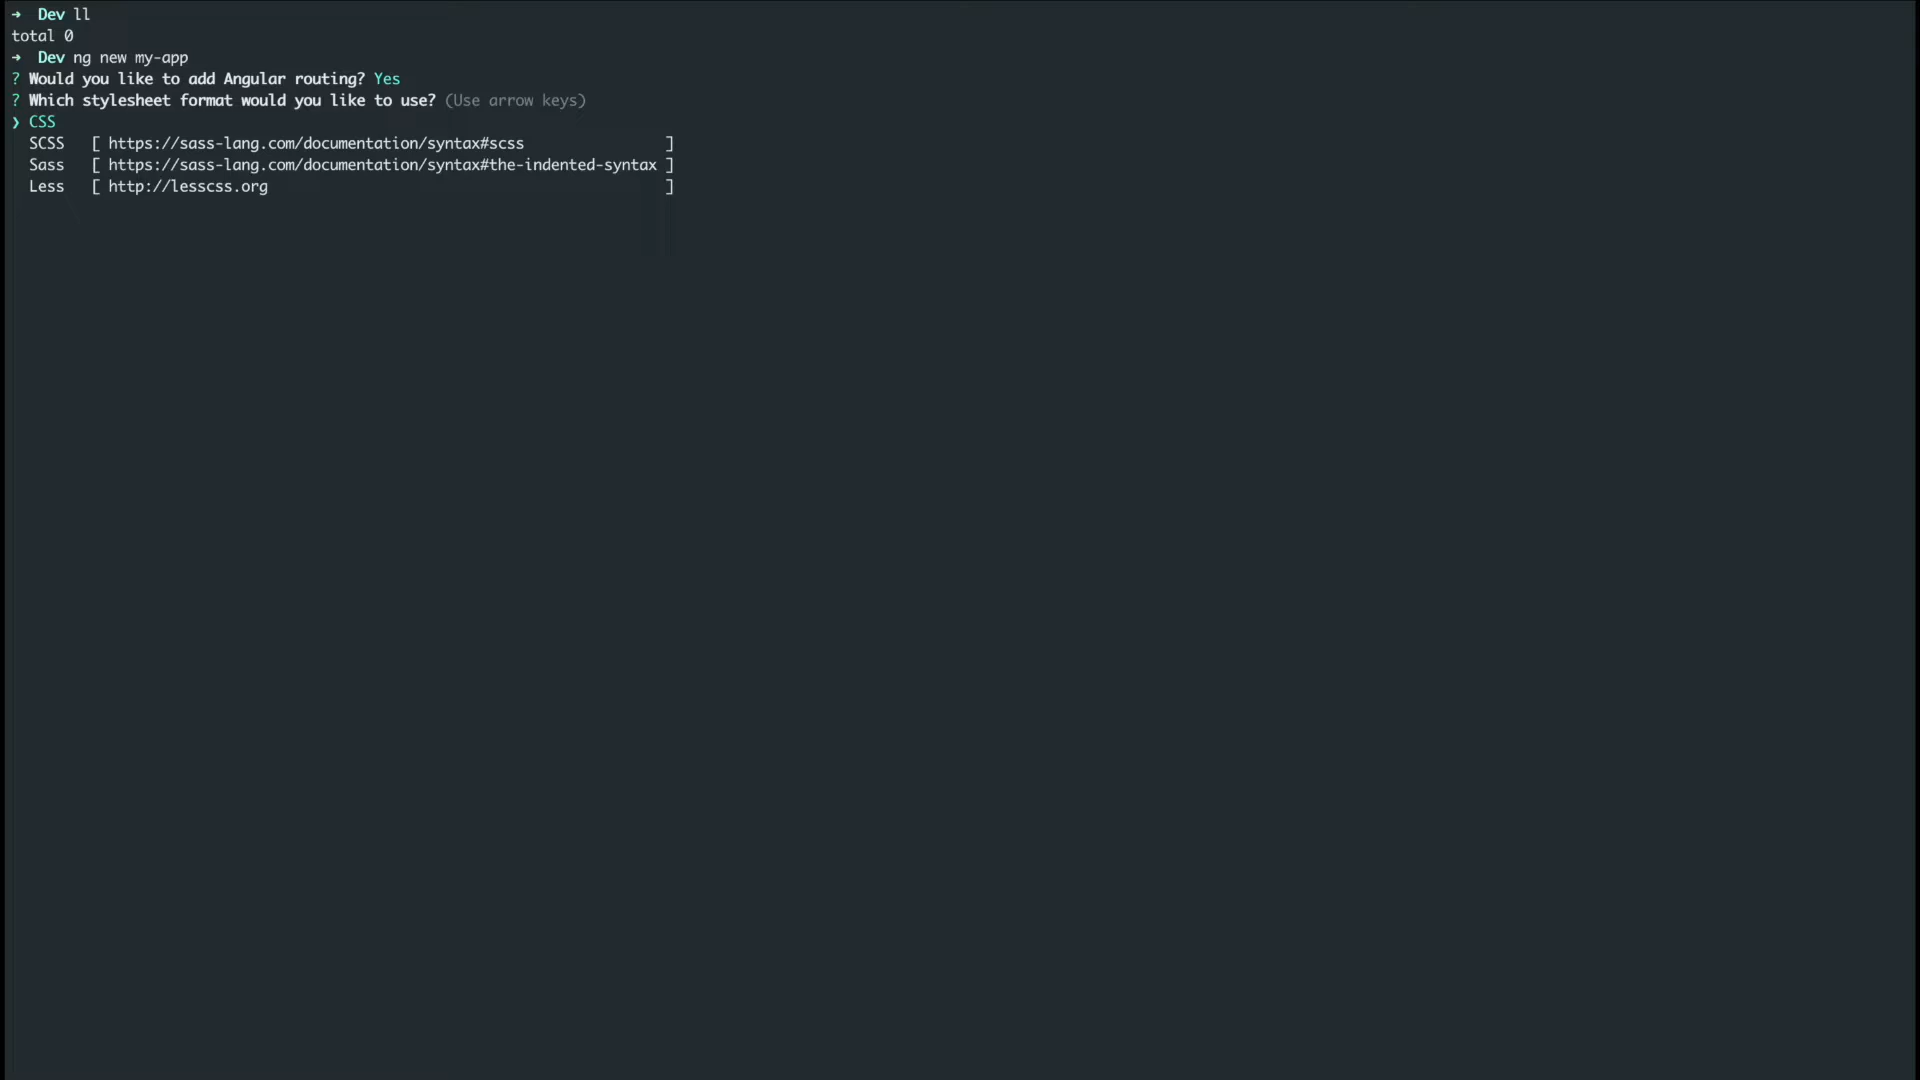 ➜  Dev ll
total 0
➜  Dev ng new my-app
? Would you like to add Angular routing? Yes
? Which stylesheet format would you like to use? (Use arrow keys)
❯ CSS
  SCSS   [ https://sass-lang.com/documentation/syntax#scss                ]
  Sass   [ https://sass-lang.com/documentation/syntax#the-indented-syntax ]
  Less   [ http://lesscss.org                                             ]